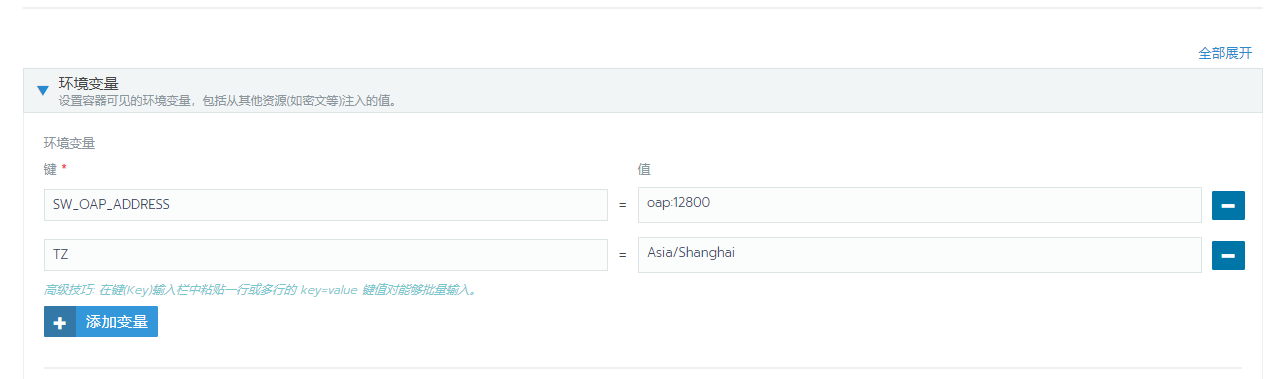 全部展开
环境变量
设置容器可见的环境变量，包括从其他资源(如密文等)注入的值。
环境变量
键 *
值
SW_OAP_ADDRESS = oap:12800
TZ = Asia/Shanghai
高级技巧: 在键(Key)输入栏中粘贴一行或多行的 key=value 键值对能够批量输入。
添加变量